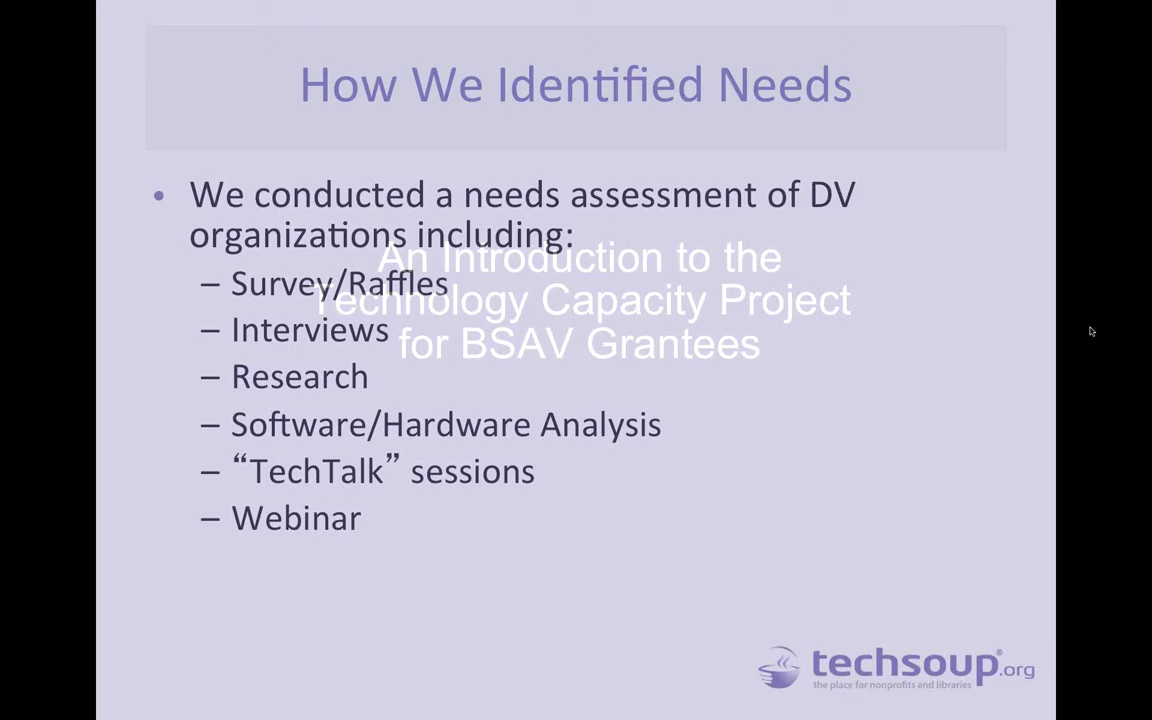 How We Identified Needs
• We conducted a needs assessment of DV
organizations including:
– Survey/Raffles
– Interviews
– Research
– Software/Hardware Analysis
– “TechTalk” sessions
– Webinar
An Introduction to the
Technology Capacity Project
for BSAV Grantees
techsoup®.org
the place for nonprofits and libraries